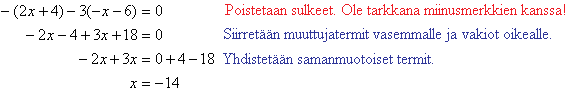 −(2x+4)−3(−x−6) = 0 Poistetaan sulkeet. Ole tarkkana miinusmerkkien kanssa!
−2x−4+3x+18 = 0 Siirretään muuttujatermit vasemmalle ja vakiot oikealle.
−2x+3x = 0+4−18 Yhdistetään samanmuotoiset termit.
x = −14